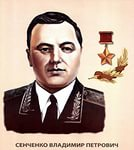 СЕНЧЕНКО ВЛАДИМИР ПЕТРОВИЧ